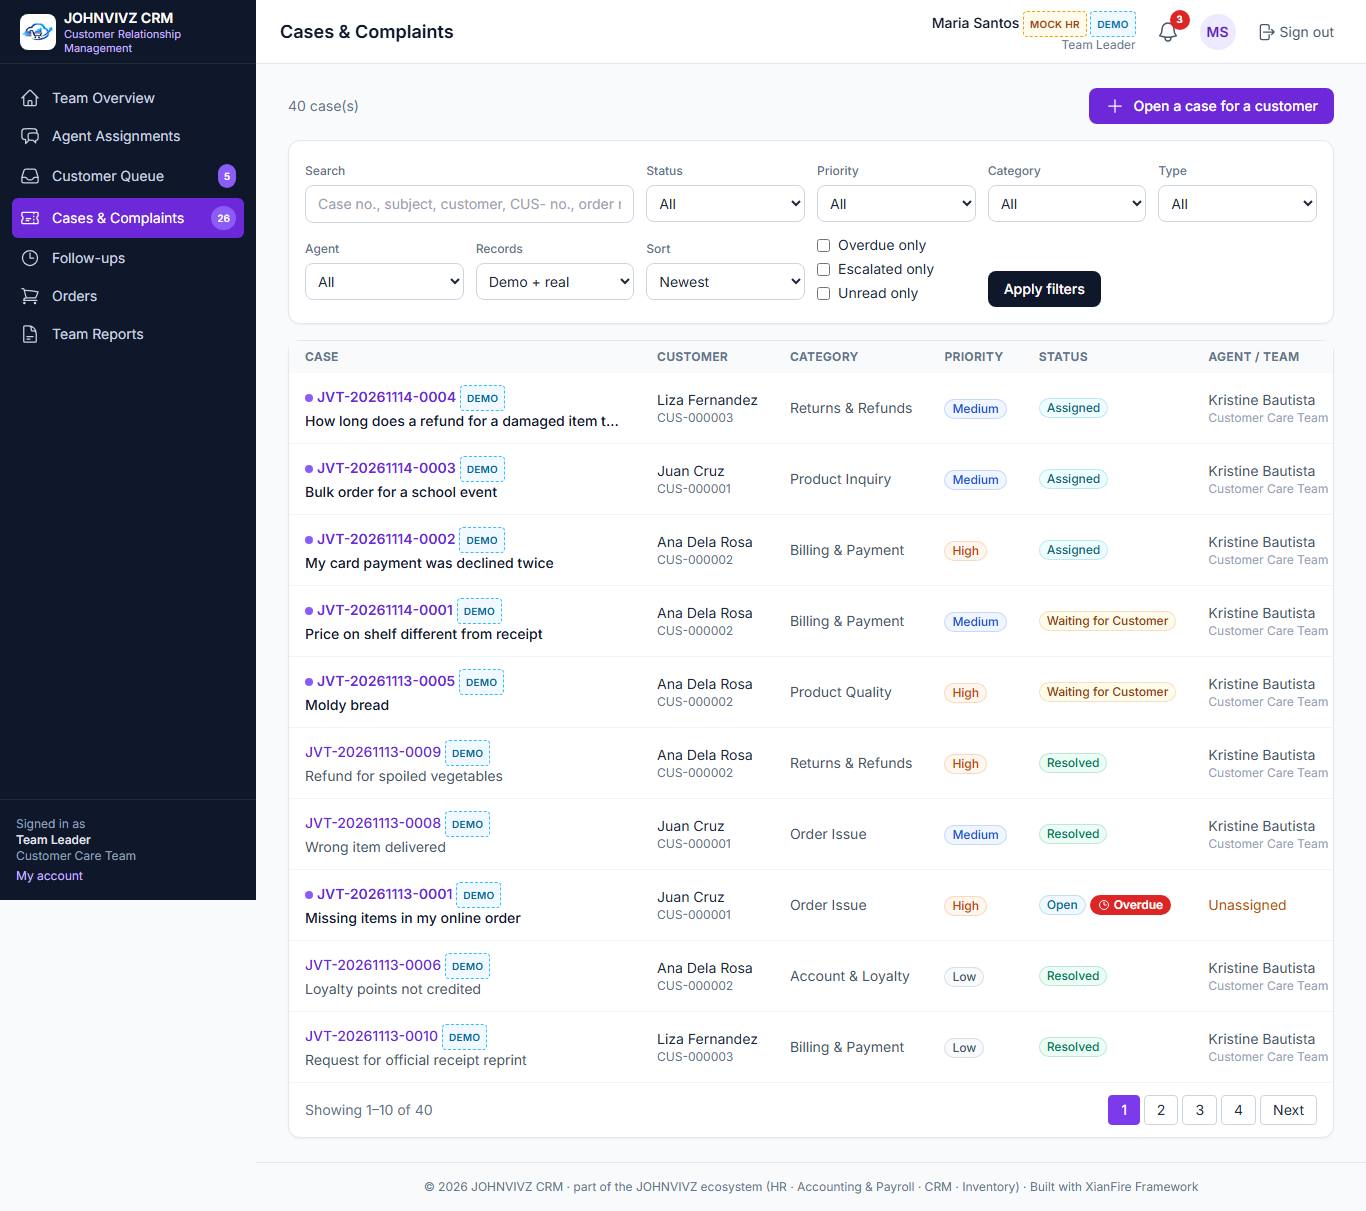 JOHNVIVZ CRM
Customer Relationship
Management
Team Overview
Agent Assignments
Customer Queue 5
Cases & Complaints 26
Follow-ups
Orders
Team Reports
Signed in as
Team Leader
Customer Care Team
My account
Cases & Complaints
Maria Santos MOCK HR DEMO
Team Leader
3
MS
Sign out
40 case(s)
Open a case for a customer
Search Status Priority Category Type
Case no., subject, customer, CUS- no., order All All All All
Agent Records Sort
All Demo + real Newest
Overdue only
Escalated only
Unread only
Apply filters
CASE CUSTOMER CATEGORY PRIORITY STATUS AGENT / TEAM
JVT-20261114-0004 DEMO Liza Fernandez Returns & Refunds Medium Assigned Kristine Bautista
How long does a refund for a damaged item t... CUS-000003 Customer Care Team
JVT-20261114-0003 DEMO Juan Cruz Product Inquiry Medium Assigned Kristine Bautista
Bulk order for a school event CUS-000001 Customer Care Team
JVT-20261114-0002 DEMO Ana Dela Rosa Billing & Payment High Assigned Kristine Bautista
My card payment was declined twice CUS-000002 Customer Care Team
JVT-20261114-0001 DEMO Ana Dela Rosa Billing & Payment Medium Waiting for Customer Kristine Bautista
Price on shelf different from receipt CUS-000002 Customer Care Team
JVT-20261113-0005 DEMO Ana Dela Rosa Product Quality High Waiting for Customer Kristine Bautista
Moldy bread CUS-000002 Customer Care Team
JVT-20261113-0009 DEMO Ana Dela Rosa Returns & Refunds High Resolved Kristine Bautista
Refund for spoiled vegetables CUS-000002 Customer Care Team
JVT-20261113-0008 DEMO Juan Cruz Order Issue Medium Resolved Kristine Bautista
Wrong item delivered CUS-000001 Customer Care Team
JVT-20261113-0001 DEMO Juan Cruz Order Issue High Open Overdue Unassigned
Missing items in my online order CUS-000001
JVT-20261113-0006 DEMO Ana Dela Rosa Account & Loyalty Low Resolved Kristine Bautista
Loyalty points not credited CUS-000002 Customer Care Team
JVT-20261113-0010 DEMO Liza Fernandez Billing & Payment Low Resolved Kristine Bautista
Request for official receipt reprint CUS-000003 Customer Care Team
Showing 1–10 of 40 1 2 3 4 Next
© 2026 JOHNVIVZ CRM · part of the JOHNVIVZ ecosystem (HR · Accounting & Payroll · CRM · Inventory) · Built with XianFire Framework